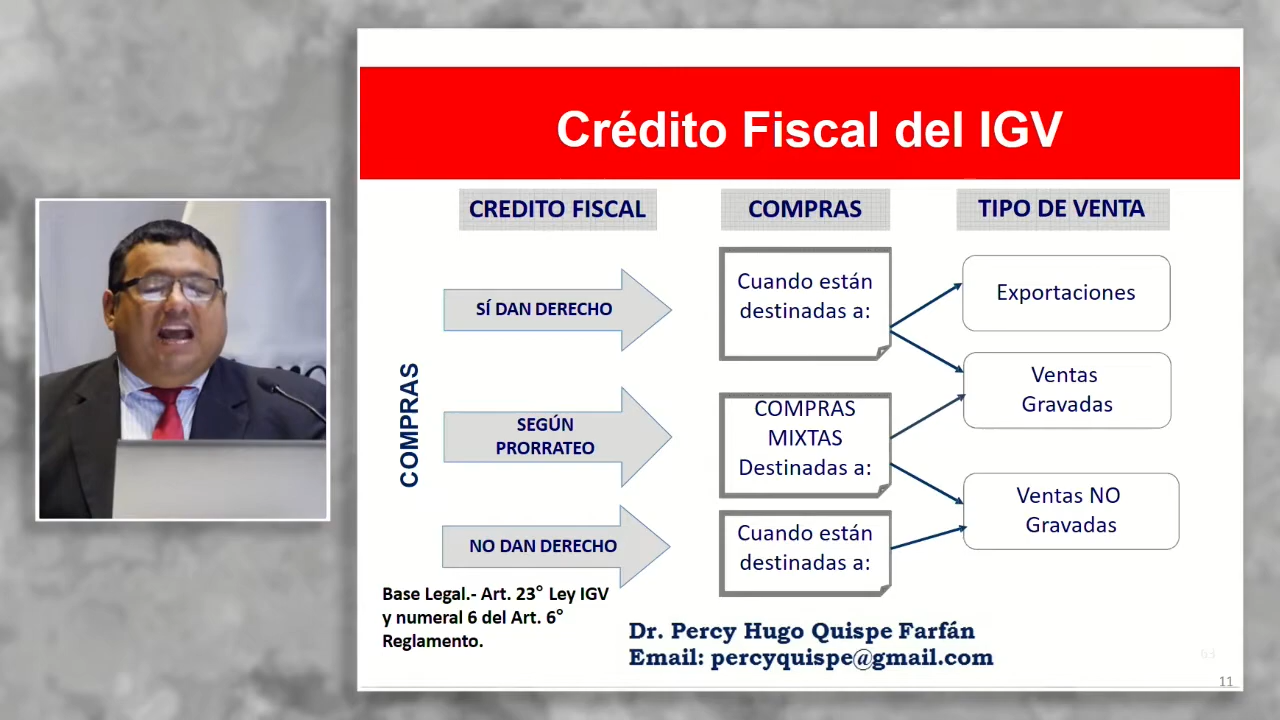 Crédito Fiscal del IGV
CREDITO FISCAL
COMPRAS
TIPO DE VENTA
COMPRAS
SÍ DAN DERECHO
Cuando están
destinadas a:
Exportaciones
Ventas
Gravadas
SEGÚN
PRORRATEO
COMPRAS
MIXTAS
Destinadas a:
Ventas NO
Gravadas
NO DAN DERECHO
Cuando están
destinadas a:
Base Legal.- Art. 23° Ley IGV
y numeral 6 del Art. 6°
Reglamento.
Dr. Percy Hugo Quispe Farfán
Email: percyquispe@gmail.com
63
11